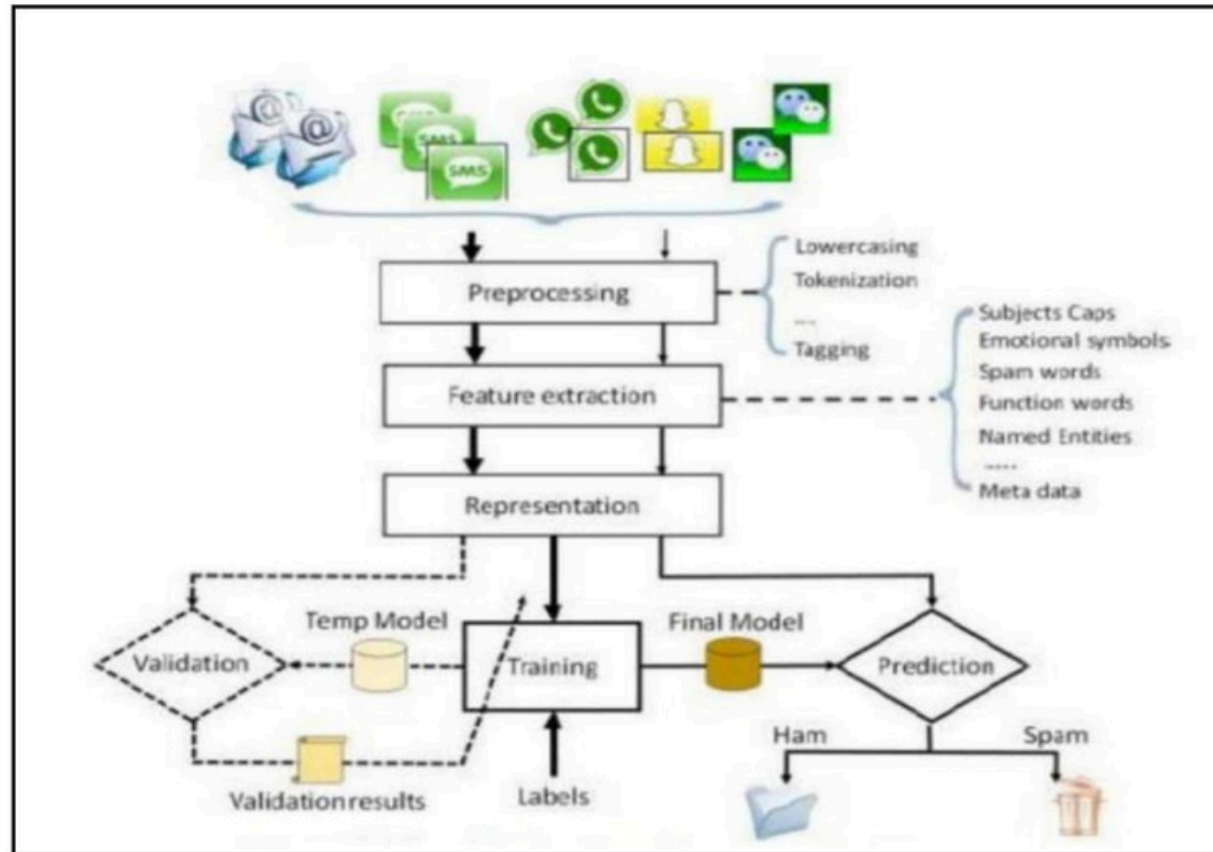 SMS
SMS
SMS
Lowercasing
Preprocessing
Tokenization
....
Tagging
Subjects Caps
Emotional symbols
Feature extraction
Spam words
Function words
Named Entities
.....
Meta data
Representation
Temp Model
Final Model
Validation
Training
Prediction
Ham
Spam
Validation results
Labels